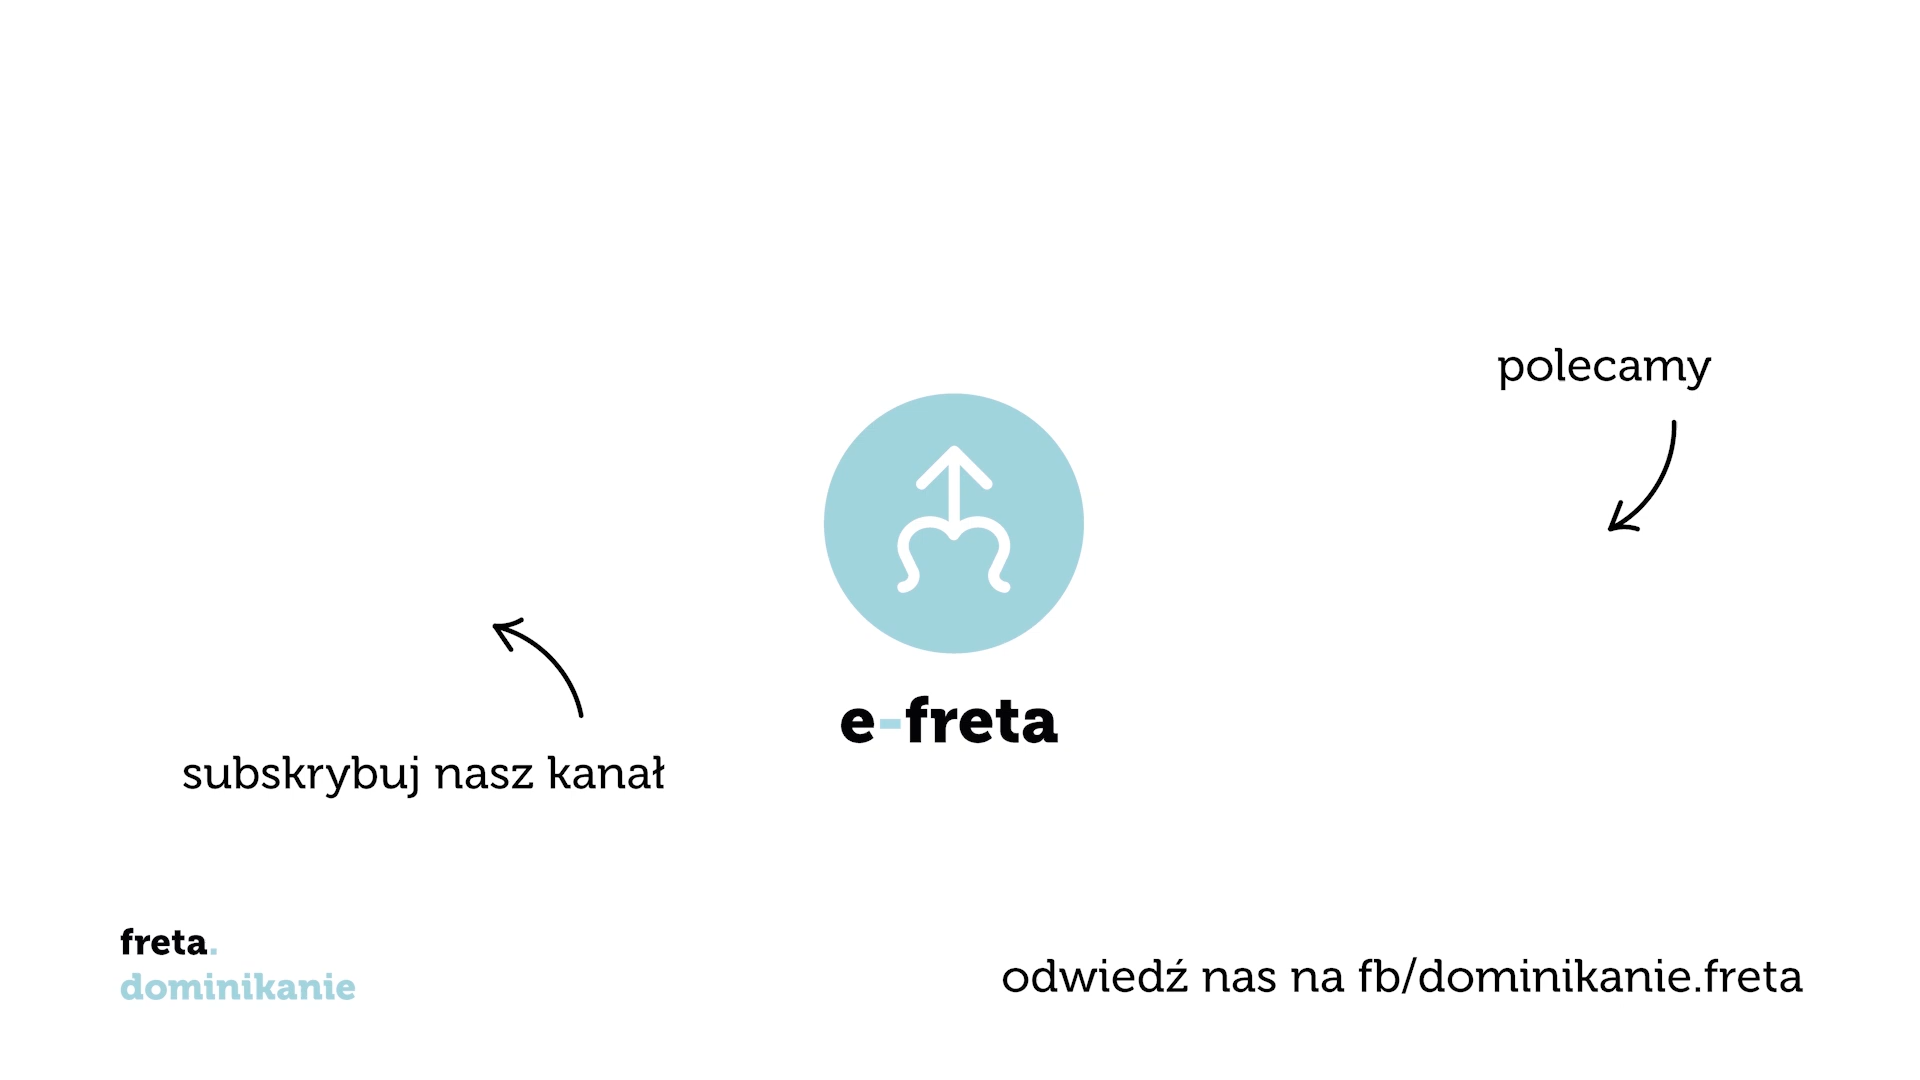 polecamy
e-freta
subskrybuj nasz kanał
freta.
dominikanie
odwiedź nas na fb/dominikanie.freta